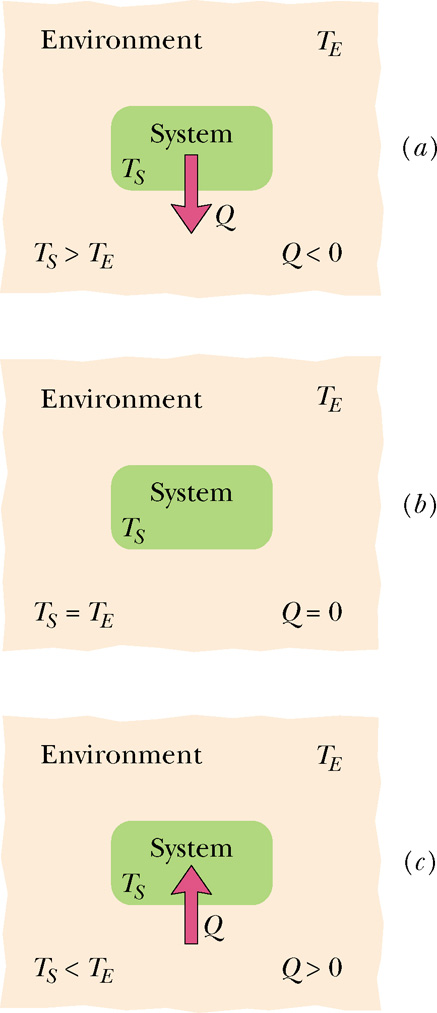 Environment T_E
System
T_S
Q
(a)
T_S > T_E Q < 0
Environment T_E
System
T_S
(b)
T_S = T_E Q = 0
Environment T_E
System
T_S
(c)
Q
T_S < T_E Q > 0